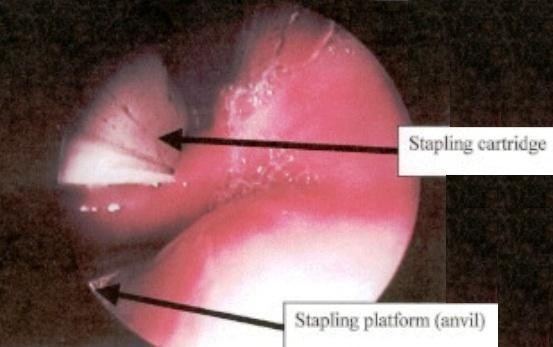 Stapling cartridge
Stapling platform (anvil)